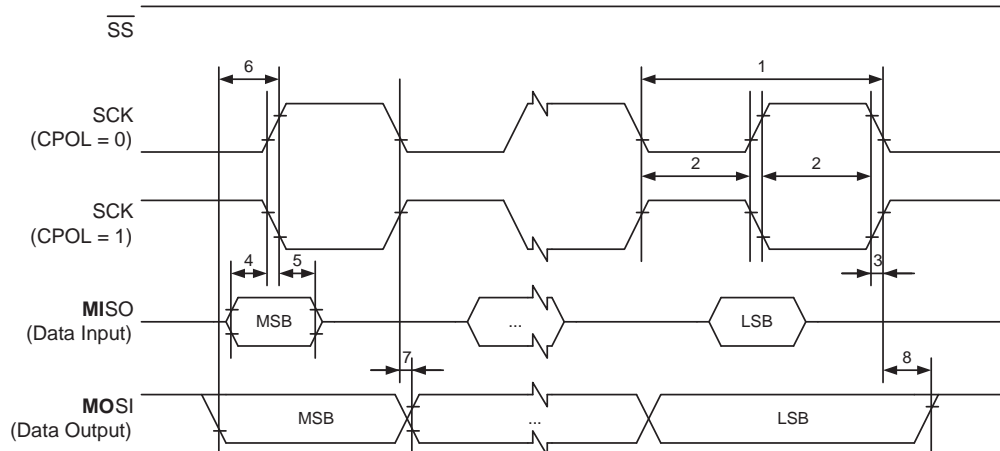 SS
6
1
SCK
(CPOL = 0)
2
2
SCK
(CPOL = 1)
4
5
3
MISO
(Data Input)
MSB
...
LSB
7
8
MOSI
(Data Output)
MSB
...
LSB